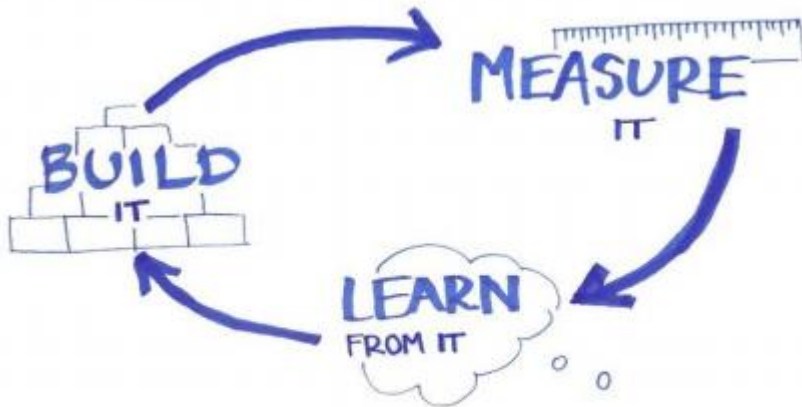 BUILD
IT
MEASURE
IT
LEARN
FROM IT